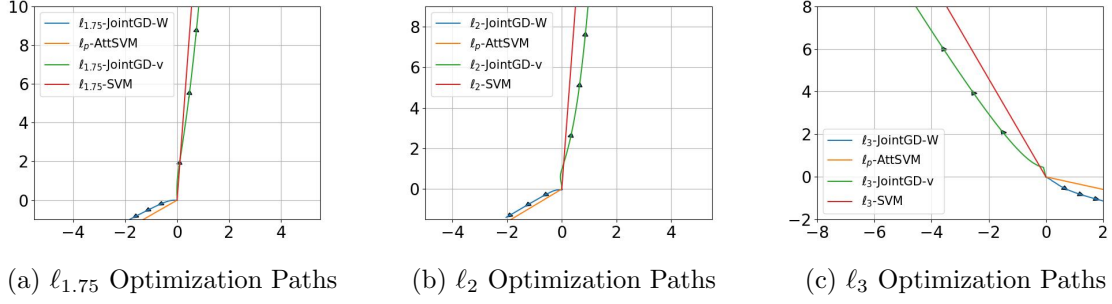 10
8
6
4
2
0
−4 −2 0 2 4
ℓ1.75-JointGD-W
ℓp-AttSVM
ℓ1.75-JointGD-v
ℓ1.75-SVM
8
6
4
2
0
−4 −2 0 2 4
ℓ2-JointGD-W
ℓp-AttSVM
ℓ2-JointGD-v
ℓ2-SVM
8
6
4
2
0
−2
−8 −6 −4 −2 0 2
ℓ3-JointGD-W
ℓp-AttSVM
ℓ3-JointGD-v
ℓ3-SVM
(a) ℓ1.75 Optimization Paths
(b) ℓ2 Optimization Paths
(c) ℓ3 Optimization Paths